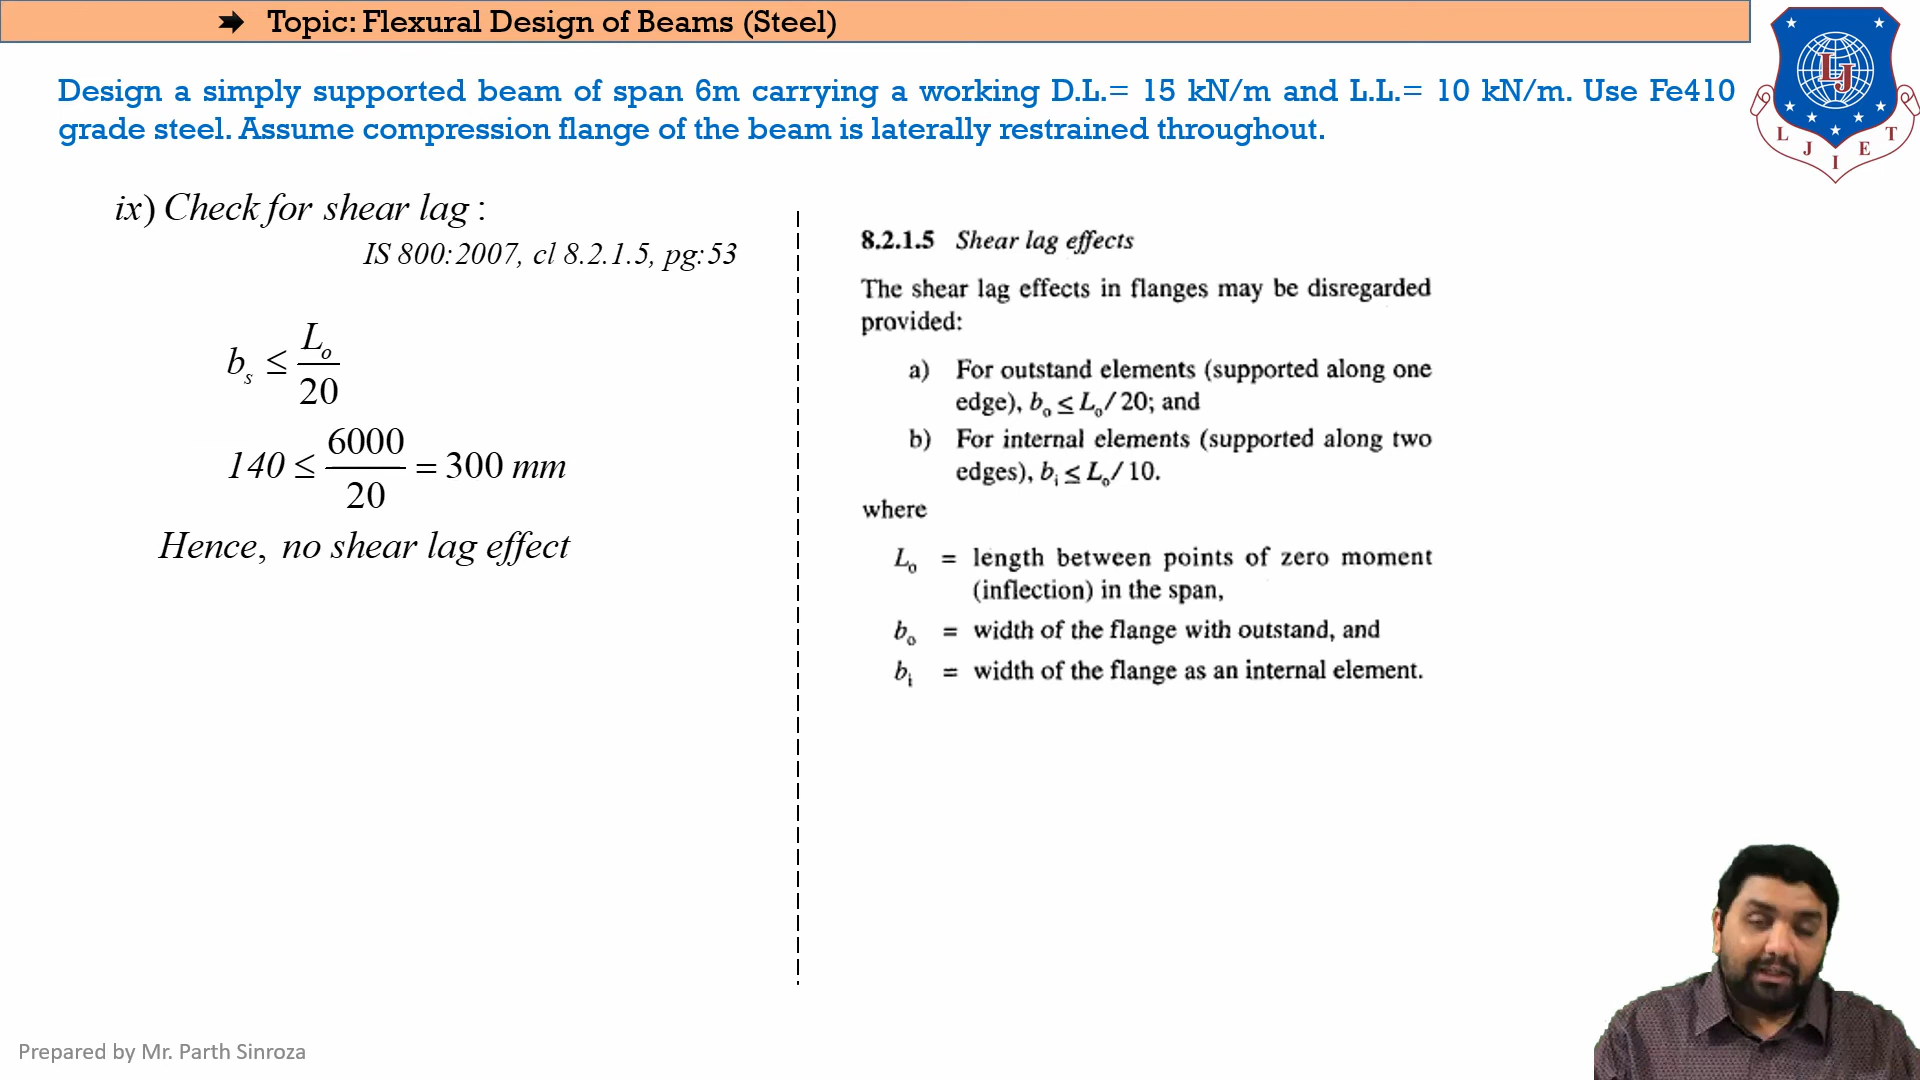 Topic: Flexural Design of Beams (Steel)
Design a simply supported beam of span 6m carrying a working D.L.= 15 kN/m and L.L.= 10 kN/m. Use Fe410
grade steel. Assume compression flange of the beam is laterally restrained throughout.
LJ
L J I E T
ix) Check for shear lag :
IS 800:2007, cl 8.2.1.5, pg:53
b_s ≤ L_o / 20
140 ≤ 6000 / 20 = 300 mm
Hence, no shear lag effect
8.2.1.5 Shear lag effects
The shear lag effects in flanges may be disregarded
provided:
a) For outstand elements (supported along one
edge), b_o ≤ L_o / 20; and
b) For internal elements (supported along two
edges), b_i ≤ L_o / 10.
where
L_o = length between points of zero moment
(inflection) in the span,
b_o = width of the flange with outstand, and
b_i = width of the flange as an internal element.
Prepared by Mr. Parth Sinroza